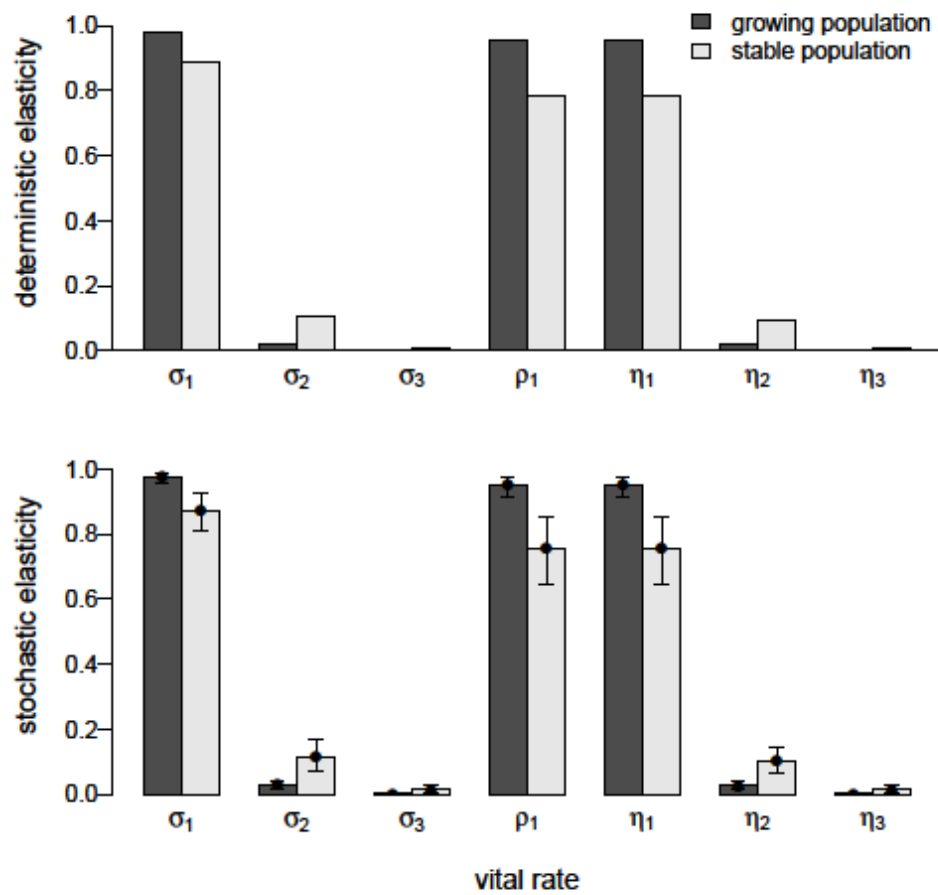 growing population
stable population
deterministic elasticity
1.0
0.8
0.6
0.4
0.2
0.0
σ1 σ2 σ3 ρ1 η1 η2 η3
stochastic elasticity
1.0
0.8
0.6
0.4
0.2
0.0
σ1 σ2 σ3 ρ1 η1 η2 η3
vital rate